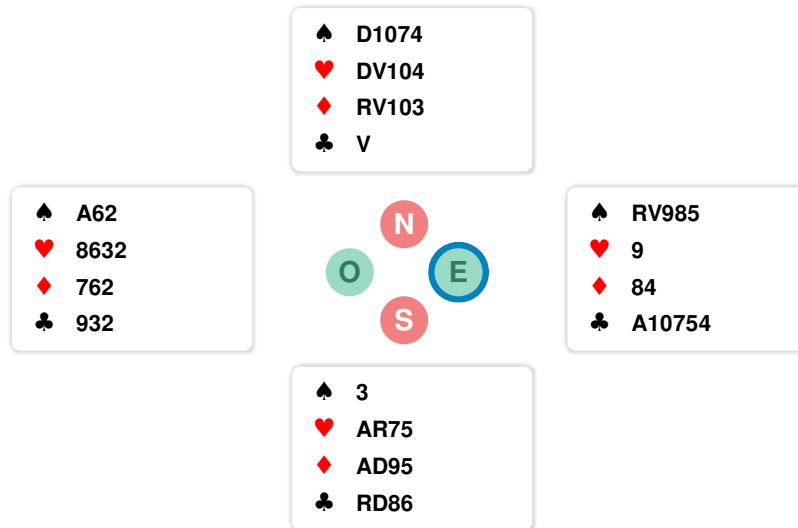 ♠ D1074
♥ DV104
♦ RV103
♣ V
♠ A62
♥ 8632
♦ 762
♣ 932
N
O E
S
♠ RV985
♥ 9
♦ 84
♣ A10754
♠ 3
♥ AR75
♦ AD95
♣ RD86